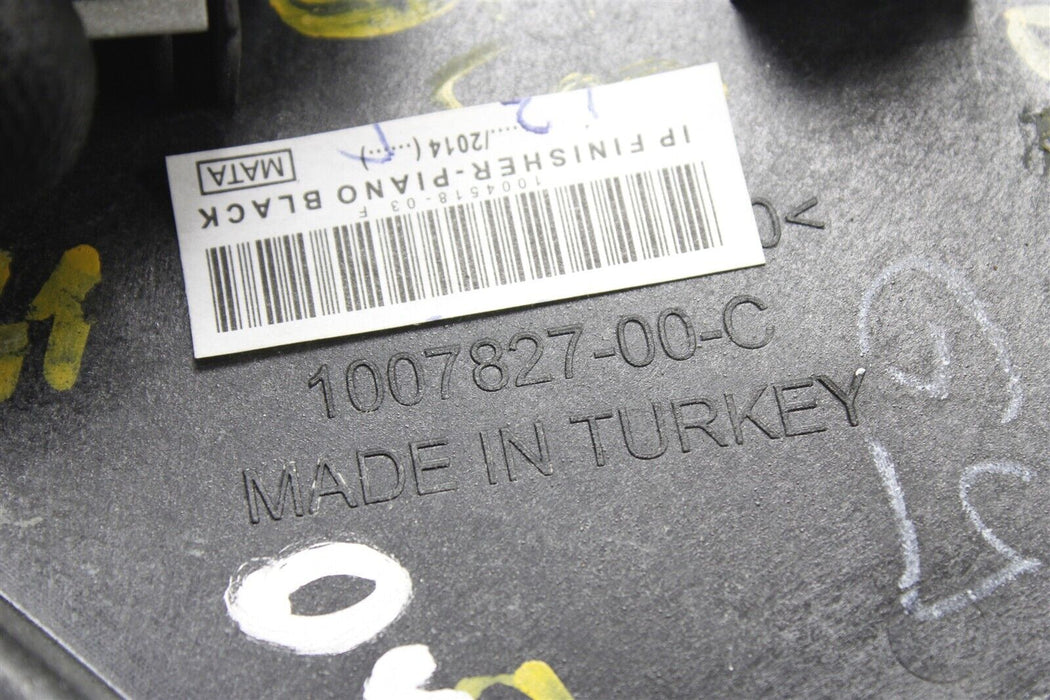 IP FINISHER-PIANO BLACK
/2014 (......)
MATA
1004518-03 F
1007827-00-C
MADE IN TURKEY